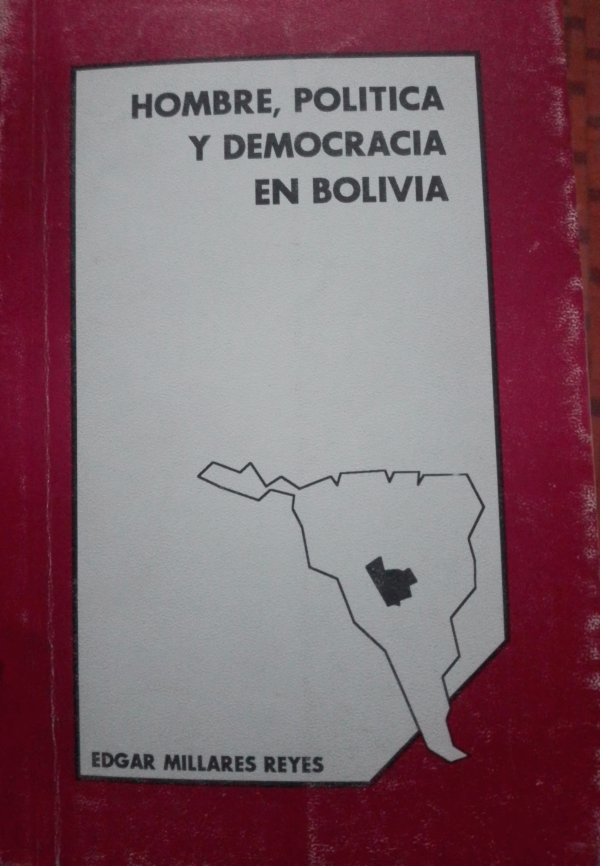 HOMBRE, POLITICA
Y DEMOCRACIA
EN BOLIVIA
EDGAR MILLARES REYES